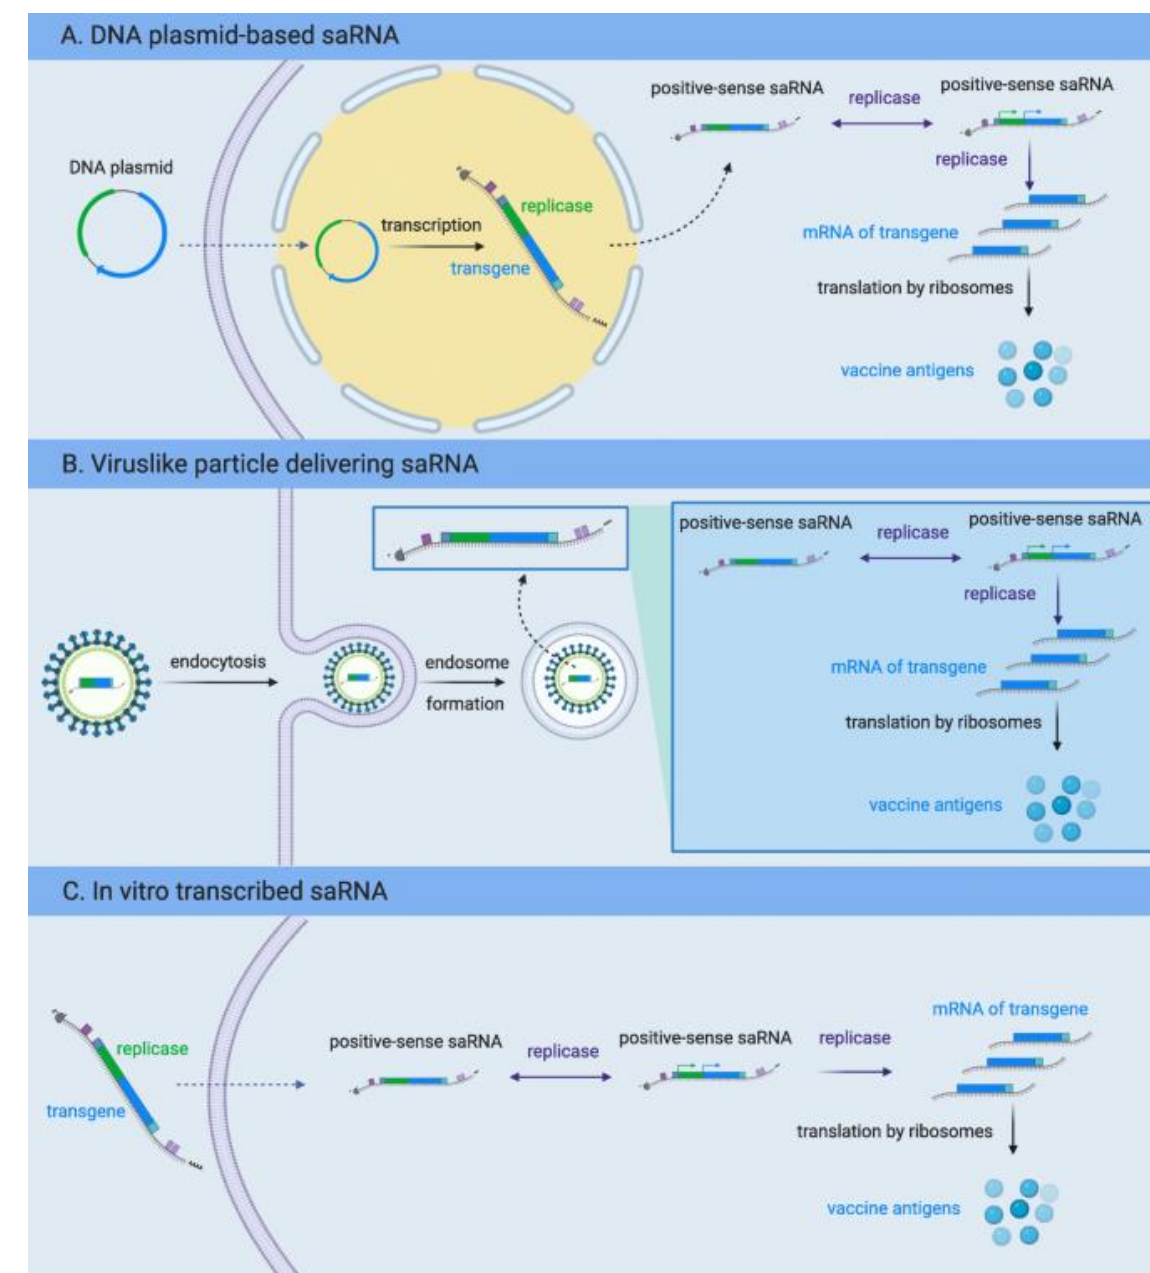 A. DNA plasmid-based saRNA
positive-sense saRNA
replicase
positive-sense saRNA
replicase
DNA plasmid
transcription
replicase
transgene
AAAA
mRNA of transgene
translation by ribosomes
vaccine antigens
B. Viruslike particle delivering saRNA
positive-sense saRNA
replicase
positive-sense saRNA
replicase
endocytosis
endosome
formation
mRNA of transgene
translation by ribosomes
vaccine antigens
C. In vitro transcribed saRNA
replicase
transgene
AAAA
positive-sense saRNA
replicase
positive-sense saRNA
replicase
mRNA of transgene
translation by ribosomes
vaccine antigens